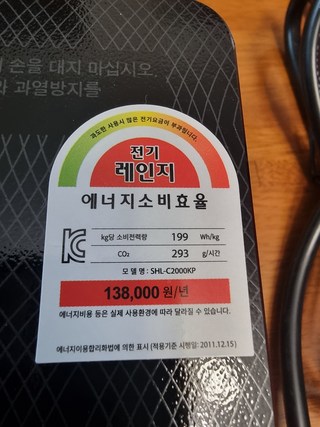 손을 대지 마십시오.
과열방지를
과도한 사용시 많은 전기요금이 부과됩니다.
전기
레인지
에너지소비효율
kg당 소비전력량 199 Wh/kg
CO₂ 293 g/시간
모델명 : SHL-C2000KP
138,000 원/년
에너지비용 등은 실제 사용환경에 따라 달라질 수 있습니다.
에너지이용합리화법에 의한 표시 (적용기준 시행일: 2011.12.15)